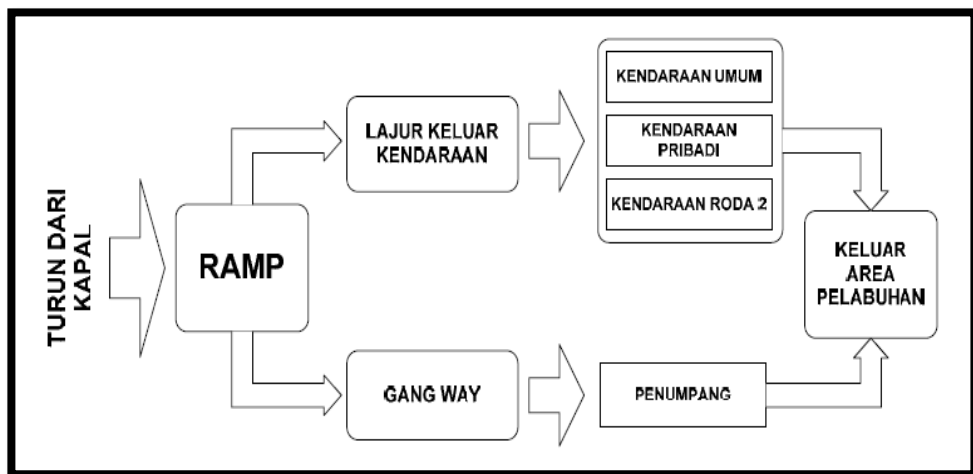 TURUN DARI
KAPAL
RAMP
LAJUR KELUAR
KENDARAAN
KENDARAAN UMUM
KENDARAAN
PRIBADI
KENDARAAN RODA 2
GANG WAY
PENUMPANG
KELUAR
AREA
PELABUHAN